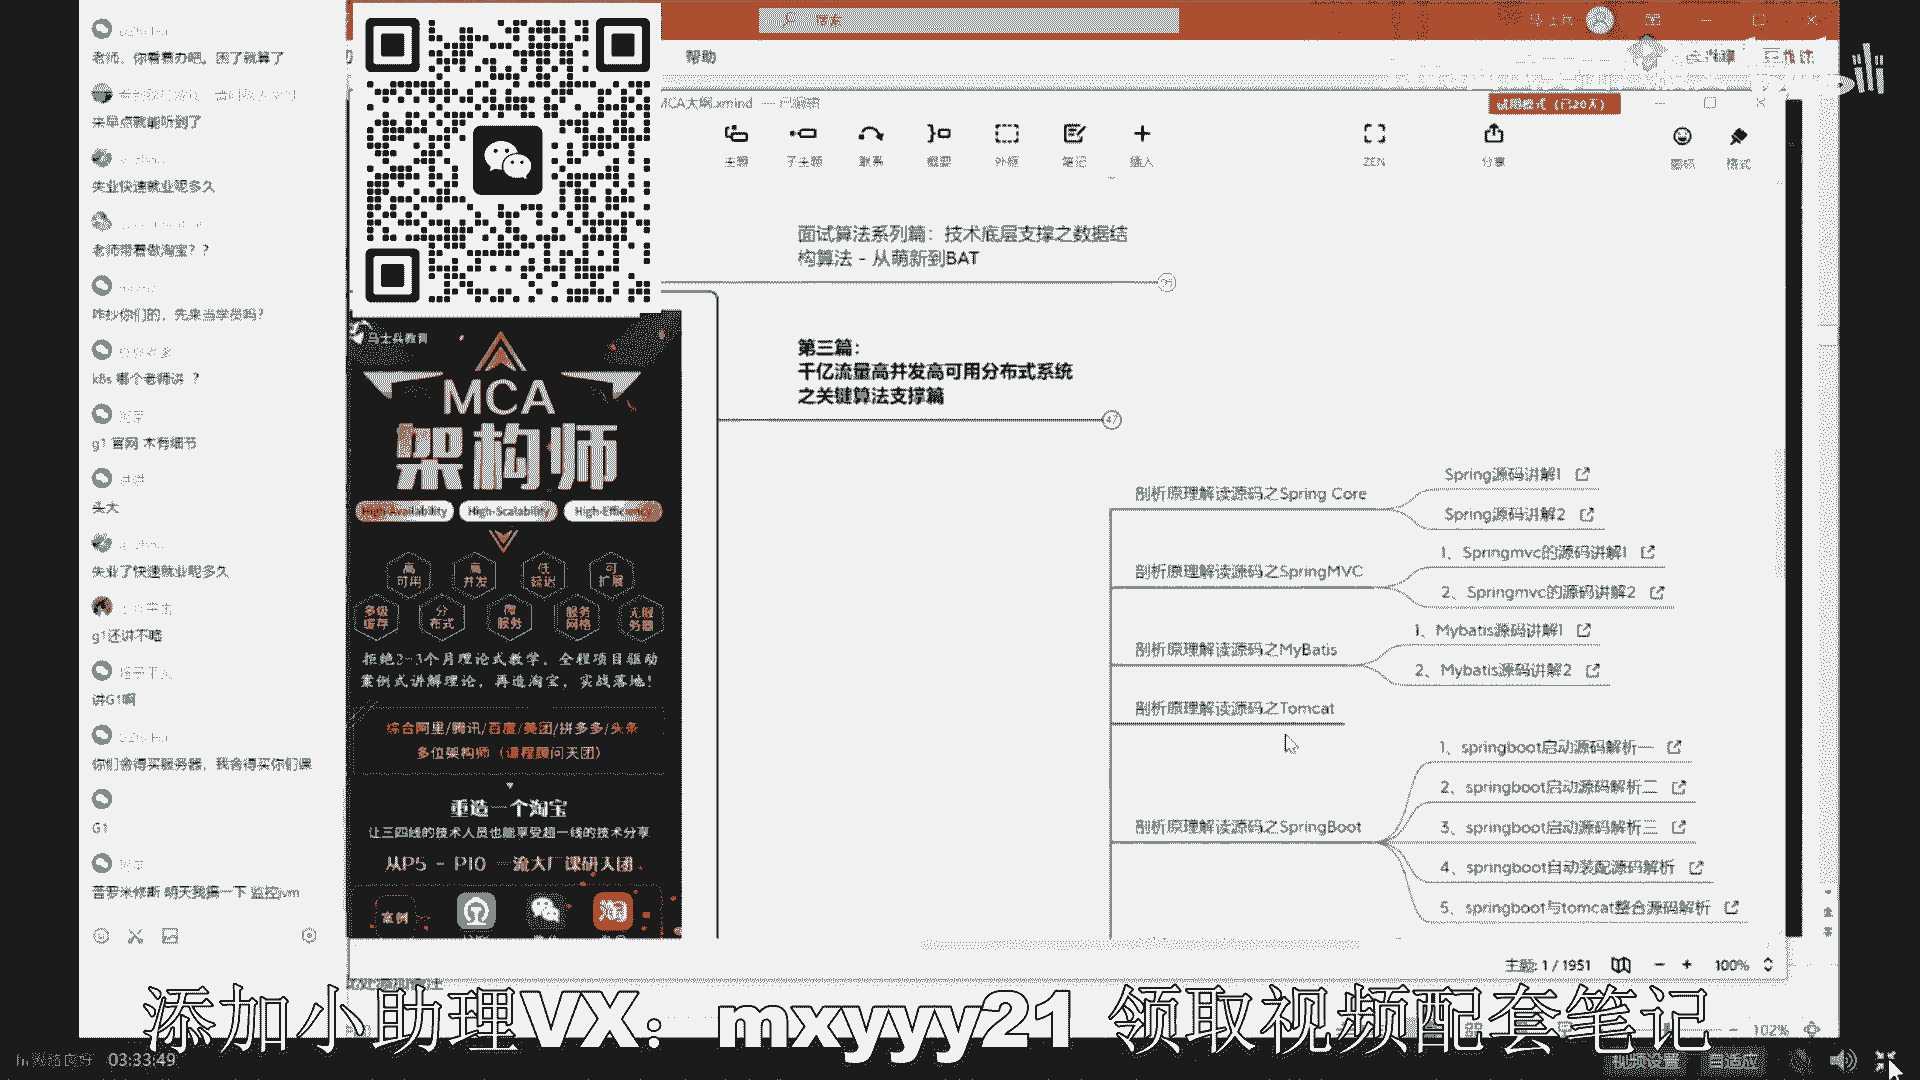 老师，你看着办吧。困了就算了
来早点就能听到了
失业快速就业呢多久
老师带着做淘宝？？
咋抄你们的，先来当学员吗？
k8s 哪个老师讲 ？
g1 官网 木有细节
头大
失业了快速就业呢多久
g1还讲不咯
讲G1啊
你们舍得买服务器，我舍得买你们课
G1
普罗米修斯 明天我搞一下 监控jvm
搜索
帮助
MCA大纲.xmind — 已编辑
试用模式（已20天）
主题
子主题
联系
概要
外框
笔记
插入
ZEN
分享
图标
格式
面试算法系列篇：技术底层支撑之数据结
构算法 - 从萌新到BAT
第三篇：
千亿流量高并发高可用分布式系统
之关键算法支撑篇
47
剖析原理解读源码之Spring Core
Spring源码讲解1
Spring源码讲解2
剖析原理解读源码之SpringMVC
1、Springmvc的源码讲解1
2、Springmvc的源码讲解2
剖析原理解读源码之MyBatis
1、Mybatis源码讲解1
2、Mybatis源码讲解2
剖析原理解读源码之Tomcat
剖析原理解读源码之SpringBoot
1、springboot启动源码解析一
2、springboot启动源码解析二
3、springboot启动源码解析三
4、springboot自动装配源码解析
5、springboot与tomcat整合源码解析
马士兵教育
MCA
架构师
High-Availability
High-Scalability
高可用
高并发
低延迟
可扩展
多级缓存
分布式
微服务
服务网格
无服务器
拒绝2-3个月理论式教学、全程项目驱动
案例式讲解理论，再造淘宝，实战落地！
综合阿里/腾讯/百度/美团/拼多多/头条
多位架构师（课程顾问天团）
重造一个淘宝
让三四线的技术人员也能享受超一线的技术分享
从P5 - P10 一流大厂课研天团
案例
淘
主题: 1 / 1951
100%
102%
添加小助理VX：mxyyy21 领取视频配套笔记
网络良好
03:33:49
视频设置
自适应